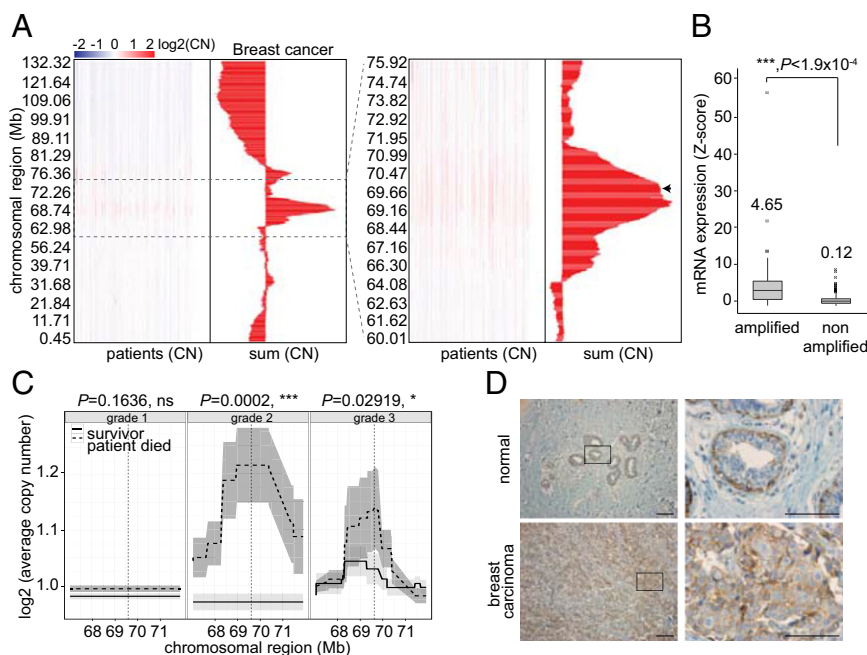 A
-2 -1 0 1 2 log2(CN)
Breast cancer
chromosomal region (Mb)
132.32
121.64
109.06
99.91
89.11
81.29
76.36
72.26
68.74
62.98
56.24
39.71
31.68
21.84
11.71
0.45
patients (CN)
sum (CN)
75.92
74.74
73.82
72.92
71.95
70.99
70.47
69.66
69.16
68.44
67.16
66.30
64.08
62.63
61.62
60.01
patients (CN)
sum (CN)
B
***, P<1.9x10-4
mRNA expression (Z-score)
60
50
40
30
20
10
0
4.65
0.12
amplified
non
amplified
C
P=0.1636, ns
P=0.0002, ***
P=0.02919, *
grade 1
grade 2
grade 3
survivor
patient died
log2 (average copy number)
1.2
1.1
1.0
68 69 70 71
68 69 70 71
68 69 70 71
chromosomal region (Mb)
D
normal
breast
carcinoma